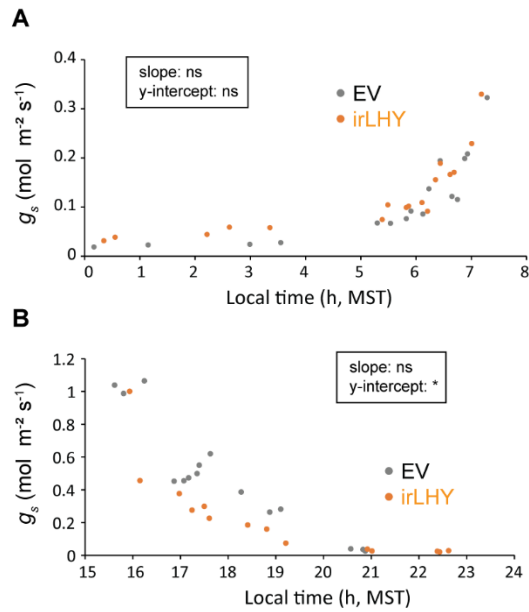 A
slope: ns
y-intercept: ns
EV
irLHY
gs (mol m⁻² s⁻¹)
0.4
0.3
0.2
0.1
0
0 1 2 3 4 5 6 7 8
Local time (h, MST)
B
slope: ns
y-intercept: *
EV
irLHY
gs (mol m⁻² s⁻¹)
1.2
1
0.8
0.6
0.4
0.2
0
15 16 17 18 19 20 21 22 23 24
Local time (h, MST)